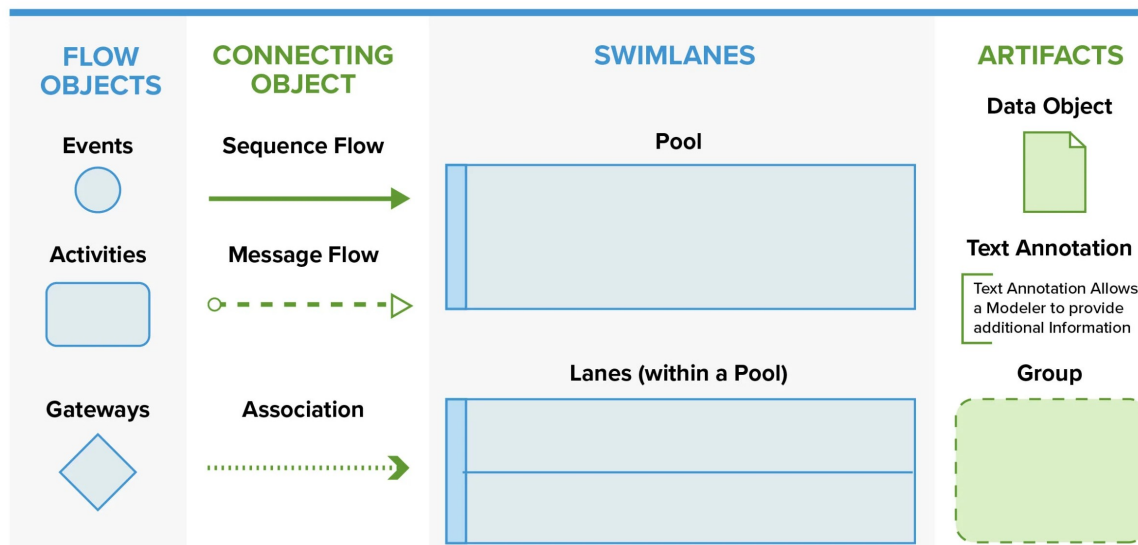 FLOW
OBJECTS
Events
Activities
Gateways
CONNECTING
OBJECT
Sequence Flow
Message Flow
Association
SWIMLANES
Pool
Lanes (within a Pool)
ARTIFACTS
Data Object
Text Annotation
Text Annotation Allows
a Modeler to provide
additional Information
Group